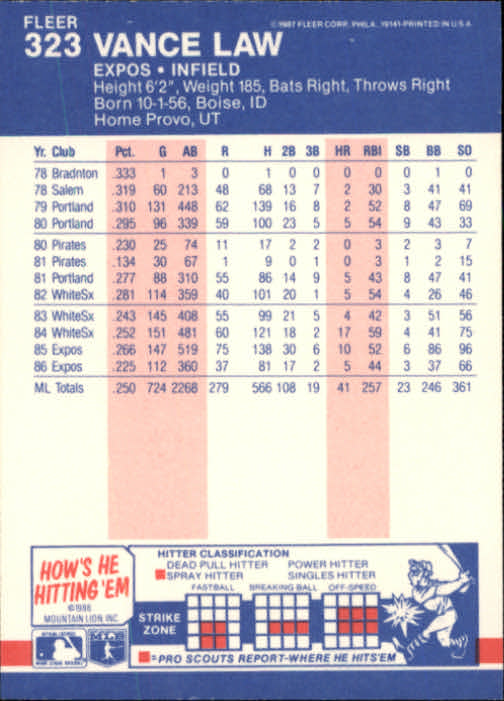 FLEER
©1987 FLEER CORP., PHILA. 19141-PRINTED IN U.S.A.
323 VANCE LAW
EXPOS • INFIELD
Height 6'2", Weight 185, Bats Right, Throws Right
Born 10-1-56, Boise, ID
Home Provo, UT
Yr. Club Pct. G AB R H 2B 3B HR RBI SB BB SO
78 Bradnton .333 1 3 0 1 0 0 0 0 0 1 0
78 Salem .319 60 213 48 68 13 7 2 30 3 41 41
79 Portland .310 131 448 62 139 16 8 2 52 8 47 69
80 Portland .295 96 339 59 100 23 5 5 54 9 43 33
80 Pirates .230 25 74 11 17 2 2 0 3 2 3 7
81 Pirates .134 30 67 1 9 0 1 0 3 1 2 15
81 Portland .277 88 310 55 86 14 9 5 43 8 47 41
82 WhiteSx .281 114 359 40 101 20 1 5 54 4 26 46
83 WhiteSx .243 145 408 55 99 21 5 4 42 3 51 56
84 WhiteSx .252 151 481 60 121 18 2 17 59 4 41 75
85 Expos .266 147 519 75 138 30 6 10 52 6 86 96
86 Expos .225 112 360 37 81 17 2 5 44 3 37 66
ML Totals .250 724 2268 279 566 108 19 41 257 23 246 361
HOW'S HE
HITTING 'EM
©1986
MOUNTAIN LION, INC.
HITTER CLASSIFICATION
DEAD PULL HITTER POWER HITTER
SPRAY HITTER SINGLES HITTER
FASTBALL BREAKING BALL OFF-SPEED
STRIKE
ZONE
=PRO SCOUTS REPORT-WHERE HE HITS'EM